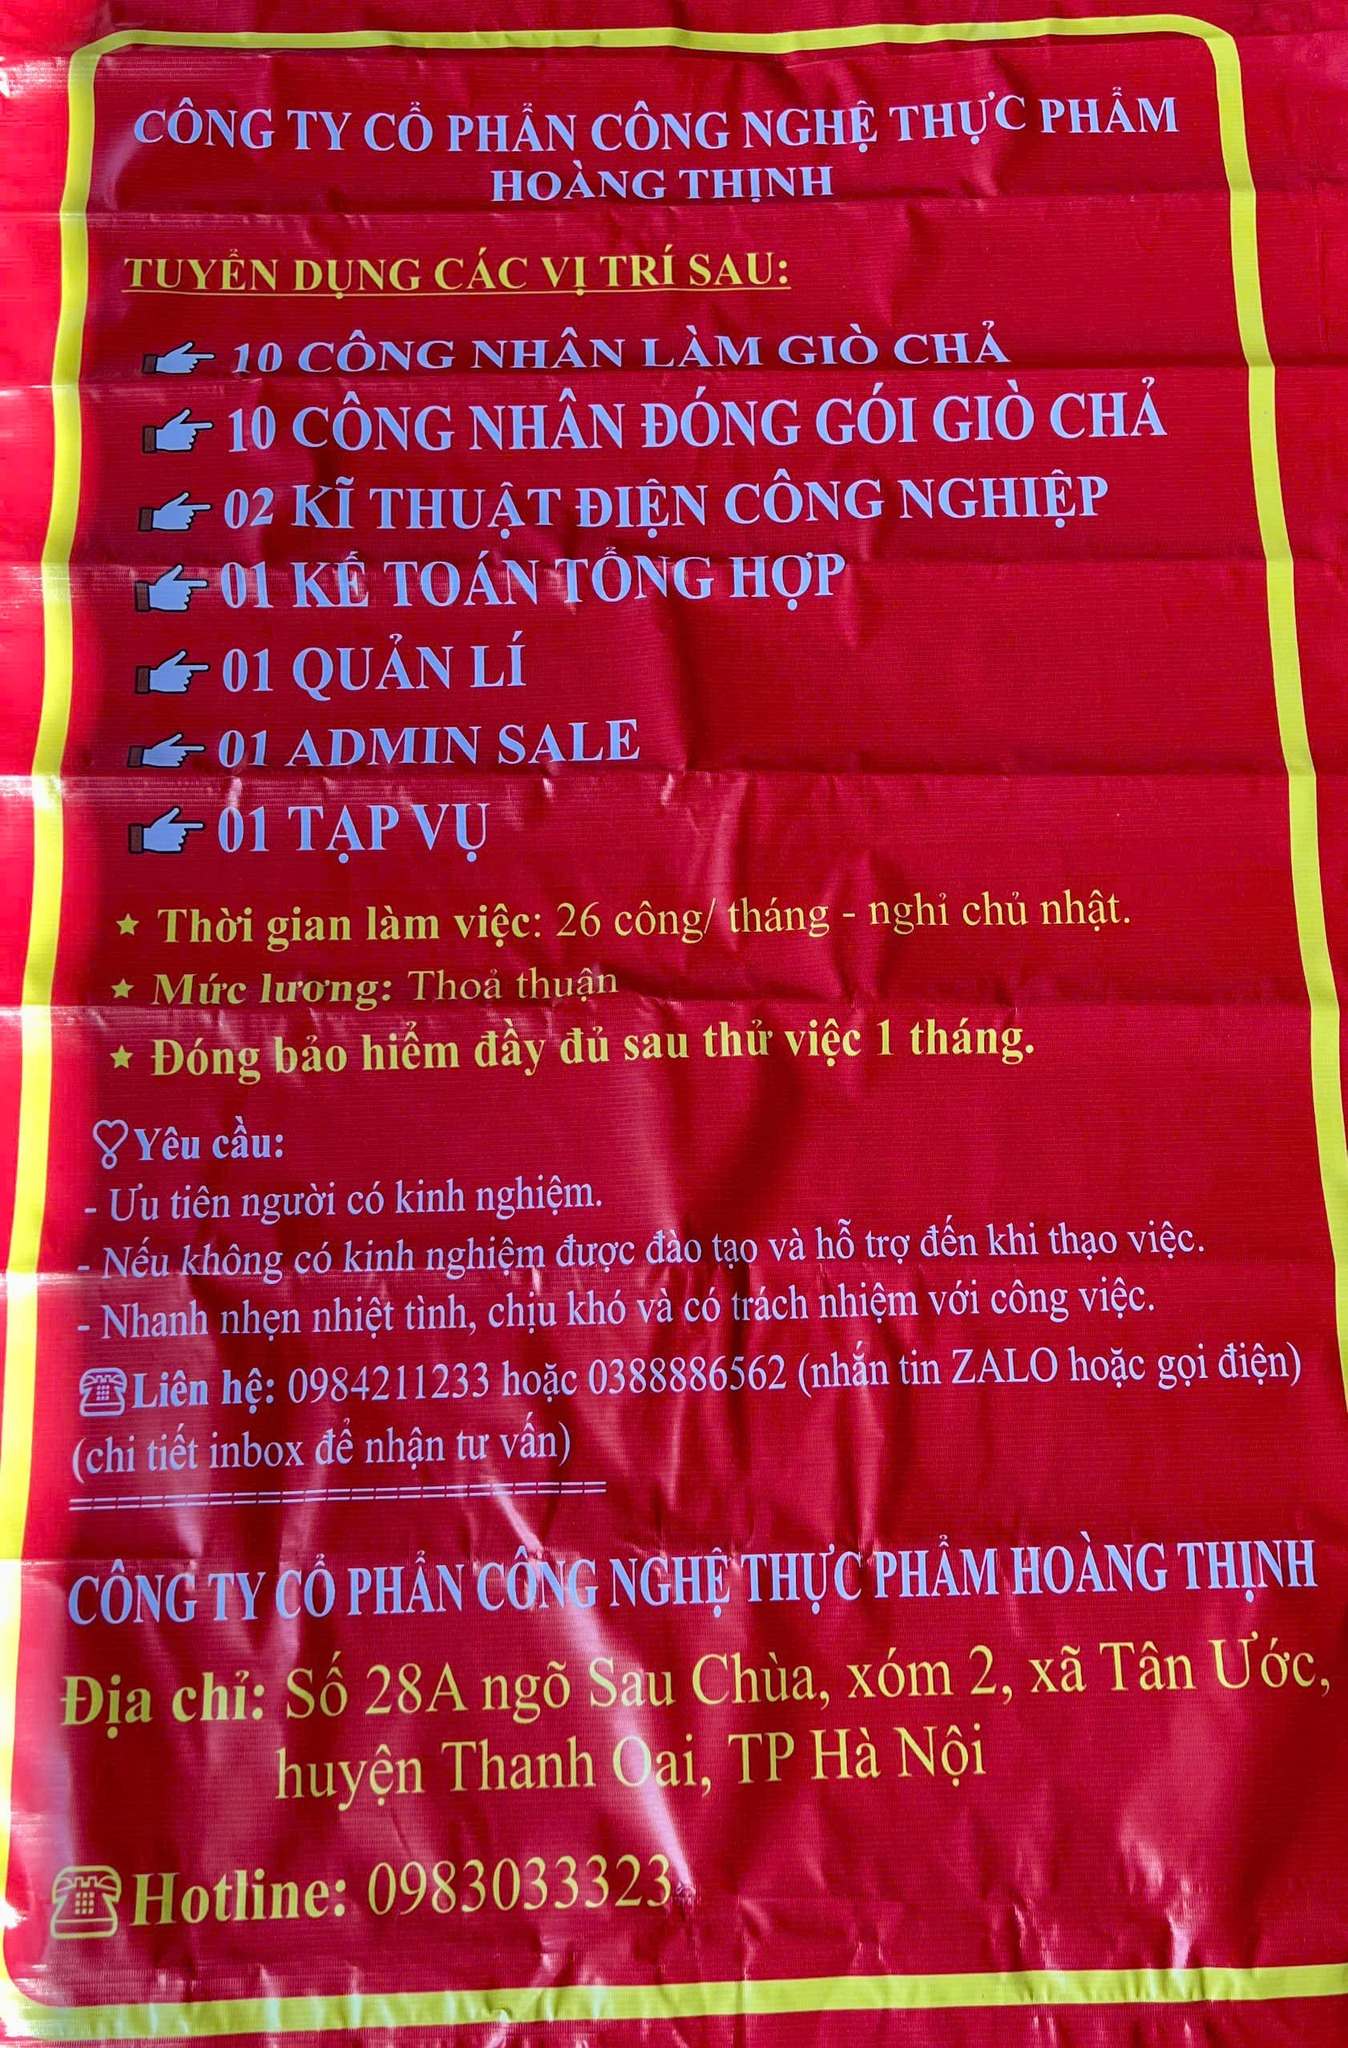 CÔNG TY CỔ PHẦN CÔNG NGHỆ THỰC PHẨM
HOÀNG THỊNH
TUYỂN DỤNG CÁC VỊ TRÍ SAU:
10 CÔNG NHÂN LÀM GIÒ CHẢ
10 CÔNG NHÂN ĐÓNG GÓI GIÒ CHẢ
02 KĨ THUẬT ĐIỆN CÔNG NGHIỆP
01 KẾ TOÁN TỔNG HỢP
01 QUẢN LÍ
01 ADMIN SALE
01 TẠP VỤ
★ Thời gian làm việc: 26 công/ tháng - nghỉ chủ nhật.
★ Mức lương: Thoả thuận
★ Đóng bảo hiểm đầy đủ sau thử việc 1 tháng.
Yêu cầu:
- Ưu tiên người có kinh nghiệm.
- Nếu không có kinh nghiệm được đào tạo và hỗ trợ đến khi thạo việc.
- Nhanh nhẹn nhiệt tình, chịu khó và có trách nhiệm với công việc.
Liên hệ: 0984211233 hoặc 0388886562 (nhắn tin ZALO hoặc gọi điện)
(chi tiết inbox để nhận tư vấn)
=======================
CÔNG TY CỔ PHẦN CÔNG NGHỆ THỰC PHẨM HOÀNG THỊNH
Địa chỉ: Số 28A ngõ Sau Chùa, xóm 2, xã Tân Ước,
huyện Thanh Oai, TP Hà Nội
Hotline: 0983033323